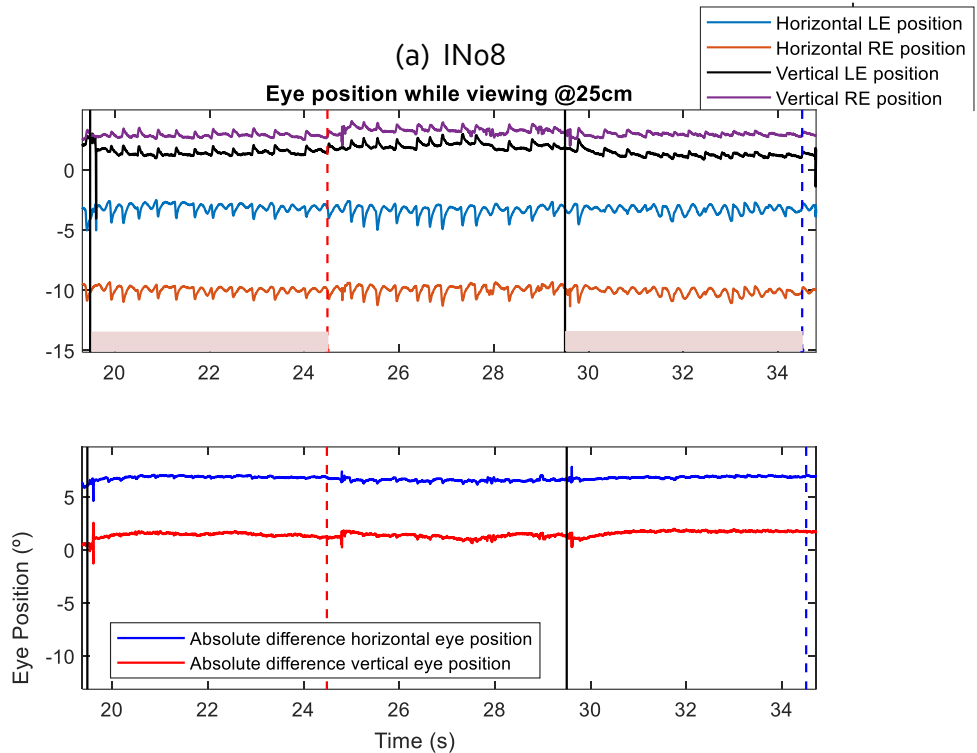 Horizontal LE position
Horizontal RE position
Vertical LE position
Vertical RE position
(a) INo8
Eye position while viewing @25cm
0
-5
-10
-15
20
22
24
26
28
30
32
34
5
0
-5
-10
Eye Position (º)
Absolute difference horizontal eye position
Absolute difference vertical eye position
20
22
24
26
28
30
32
34
Time (s)